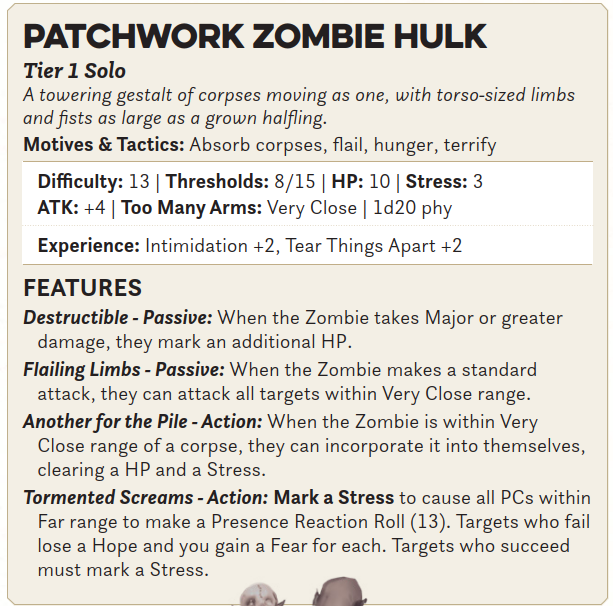 PATCHWORK ZOMBIE HULK
Tier 1 Solo
A towering gestalt of corpses moving as one, with torso-sized limbs
and fists as large as a grown halfling.
Motives & Tactics: Absorb corpses, flail, hunger, terrify
Difficulty: 13 | Thresholds: 8/15 | HP: 10 | Stress: 3
ATK: +4 | Too Many Arms: Very Close | 1d20 phy
Experience: Intimidation +2, Tear Things Apart +2
FEATURES
Destructible - Passive: When the Zombie takes Major or greater
damage, they mark an additional HP.
Flailing Limbs - Passive: When the Zombie makes a standard
attack, they can attack all targets within Very Close range.
Another for the Pile - Action: When the Zombie is within Very
Close range of a corpse, they can incorporate it into themselves,
clearing a HP and a Stress.
Tormented Screams - Action: Mark a Stress to cause all PCs within
Far range to make a Presence Reaction Roll (13). Targets who fail
lose a Hope and you gain a Fear for each. Targets who succeed
must mark a Stress.